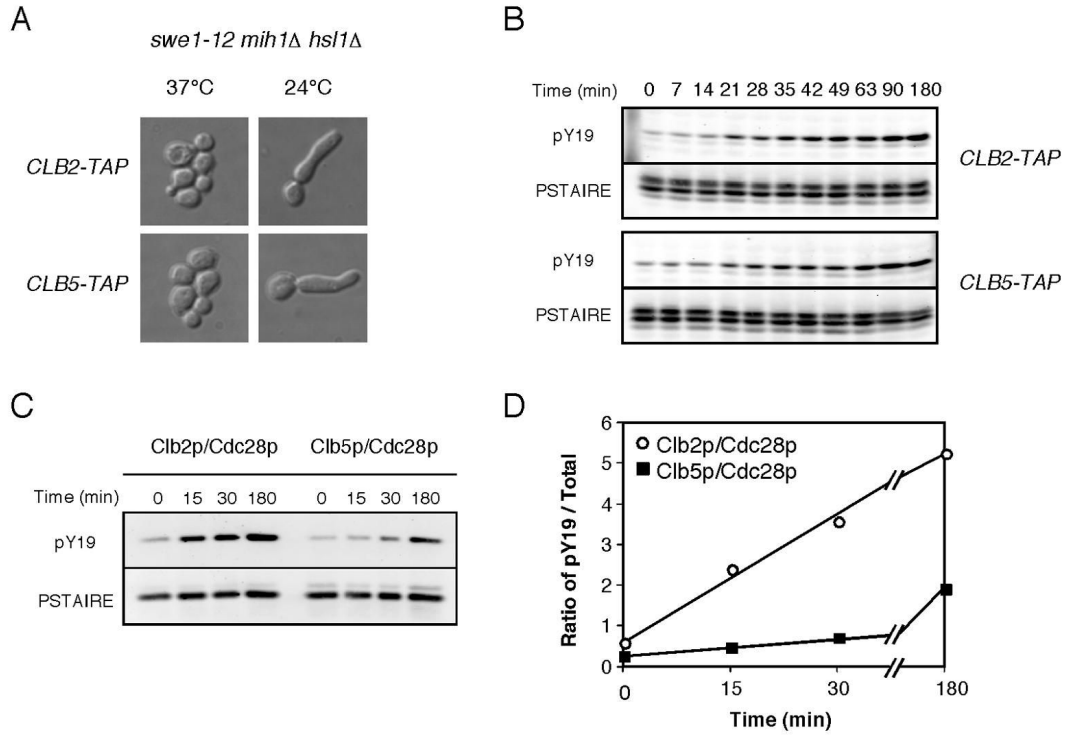 A
swe1-12 mih1Δ hsl1Δ
37°C 24°C
CLB2-TAP
CLB5-TAP
B
Time (min) 0 7 14 21 28 35 42 49 63 90 180
pY19
PSTAIRE
CLB2-TAP
pY19
PSTAIRE
CLB5-TAP
C
Clb2p/Cdc28p Clb5p/Cdc28p
Time (min) 0 15 30 180 0 15 30 180
pY19
PSTAIRE
D
Clb2p/Cdc28p
Clb5p/Cdc28p
Ratio of pY19 / Total
6
5
4
3
2
1
0
0 15 30 180
Time (min)